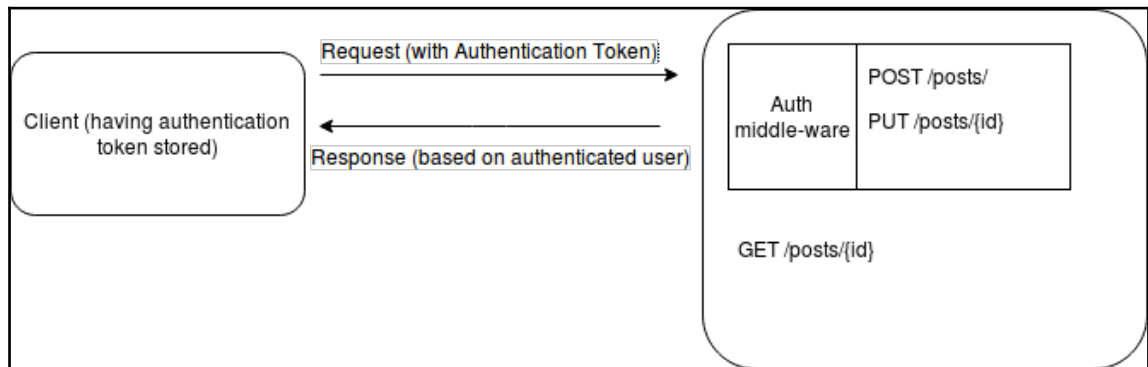 Request (with Authentication Token)
Client (having authentication
token stored)
Response (based on authenticated user)
Auth
middle-ware
POST /posts/
PUT /posts/{id}
GET /posts/{id}